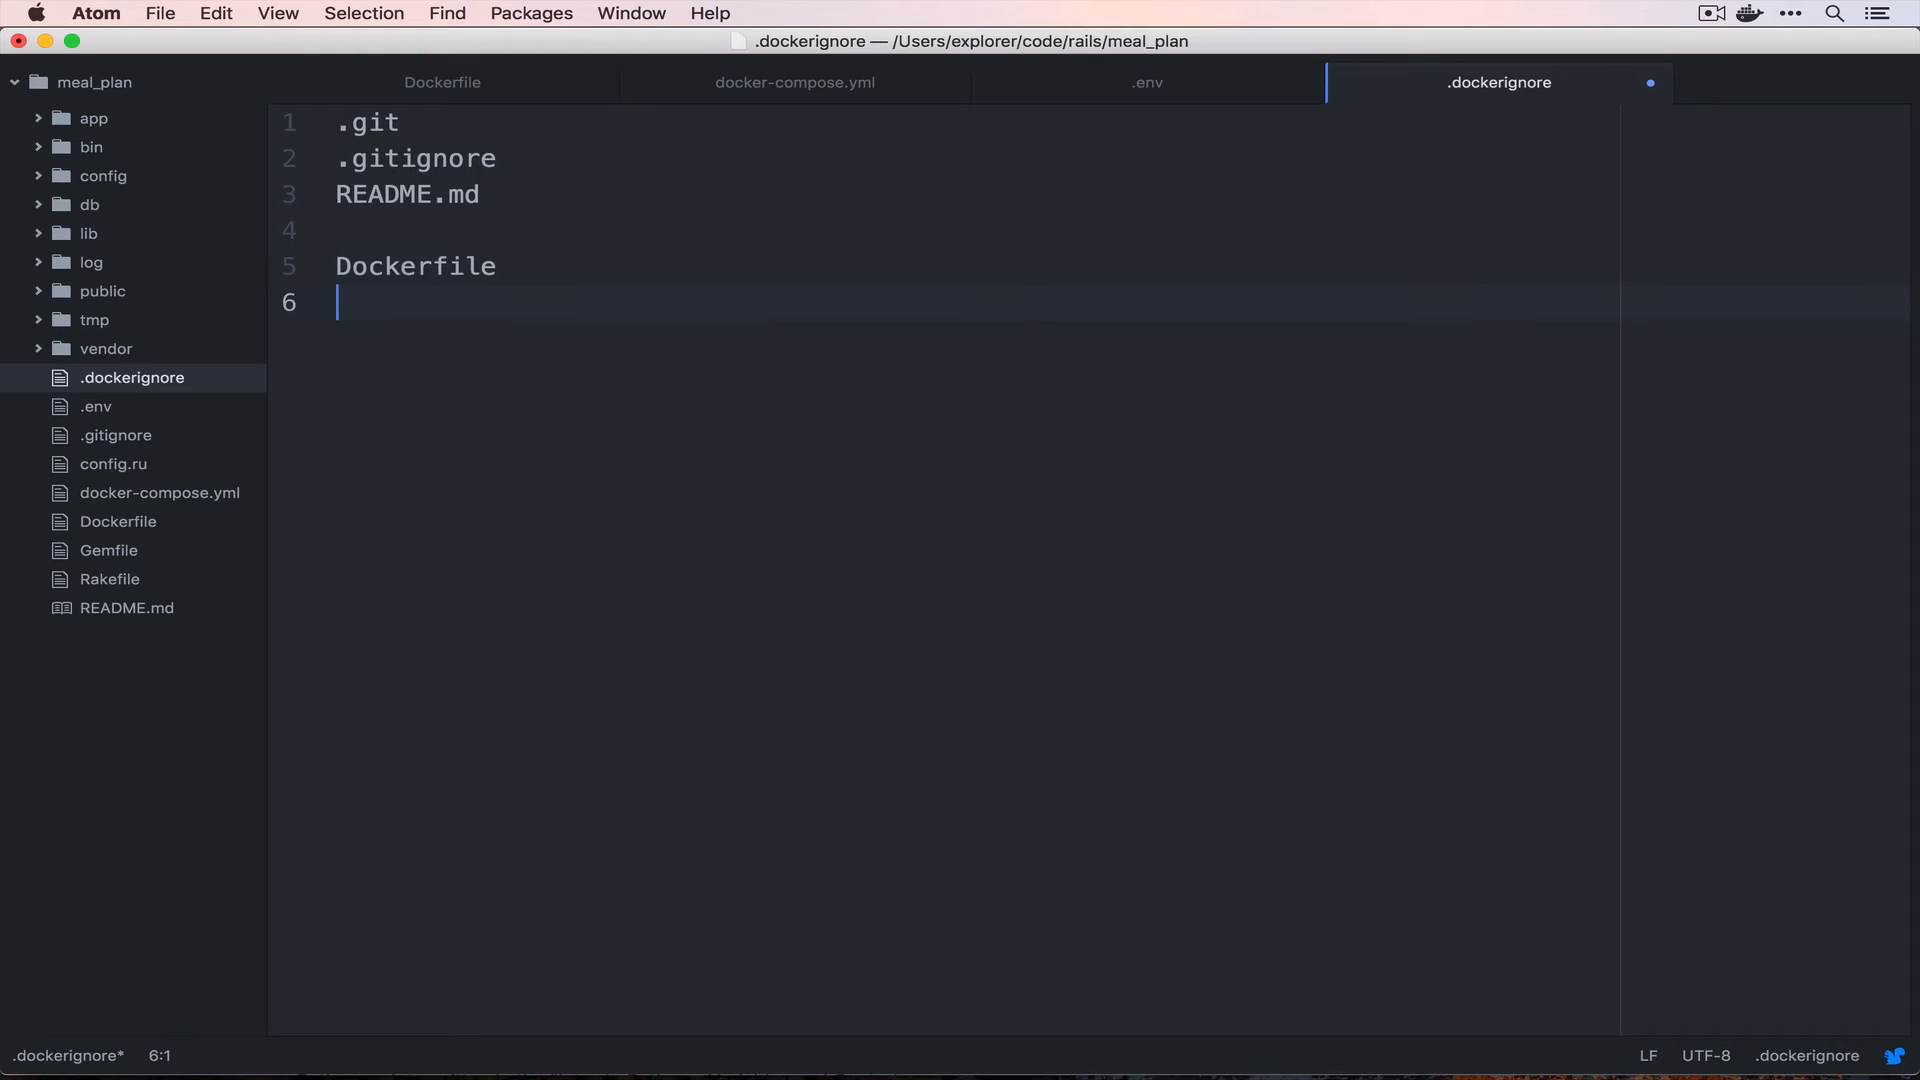 Atom File Edit View Selection Find Packages Window Help
.dockerignore — /Users/explorer/code/rails/meal_plan
meal_plan
Dockerfile docker-compose.yml .env .dockerignore
app
bin
config
db
lib
log
public
tmp
vendor
.dockerignore
.env
.gitignore
config.ru
docker-compose.yml
Dockerfile
Gemfile
Rakefile
README.md
1 .git
2 .gitignore
3 README.md
4
5 Dockerfile
6
.dockerignore* 6:1 LF UTF-8 .dockerignore